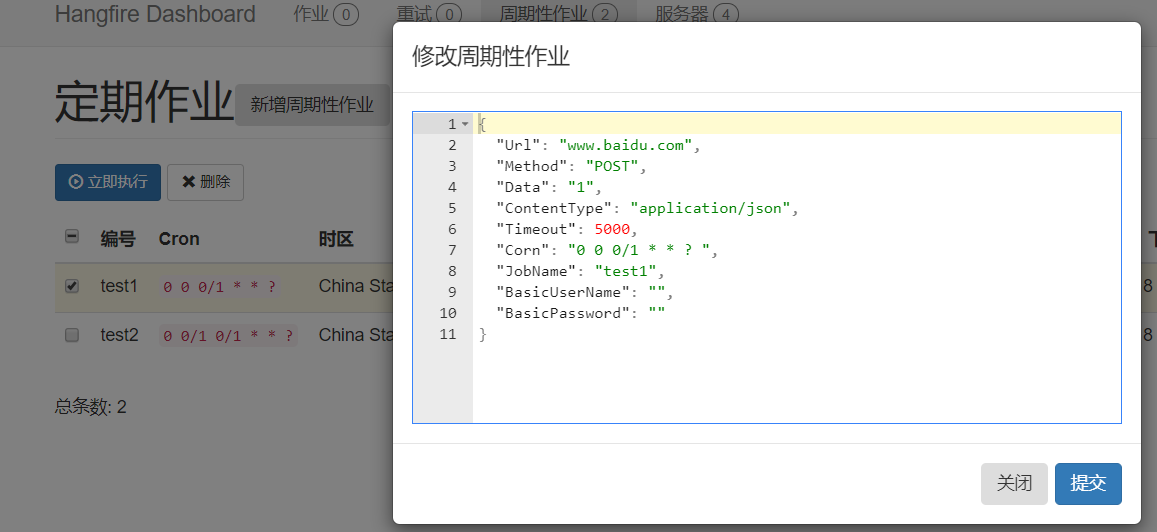 Hangfire Dashboard 作业 0 重试 0 周期性作业 2 服务器 4
修改周期性作业
定期作业 新增周期性作业
立即执行 删除
编号 Cron 时区
test1 0 0 0/1 * * ? China Sta
test2 0 0/1 0/1 * * ? China Sta
总条数: 2
1 {
2 "Url": "www.baidu.com",
3 "Method": "POST",
4 "Data": "1",
5 "ContentType": "application/json",
6 "Timeout": 5000,
7 "Corn": "0 0 0/1 * * ? ",
8 "JobName": "test1",
9 "BasicUserName": "",
10 "BasicPassword": ""
11 }
关闭 提交
8
8